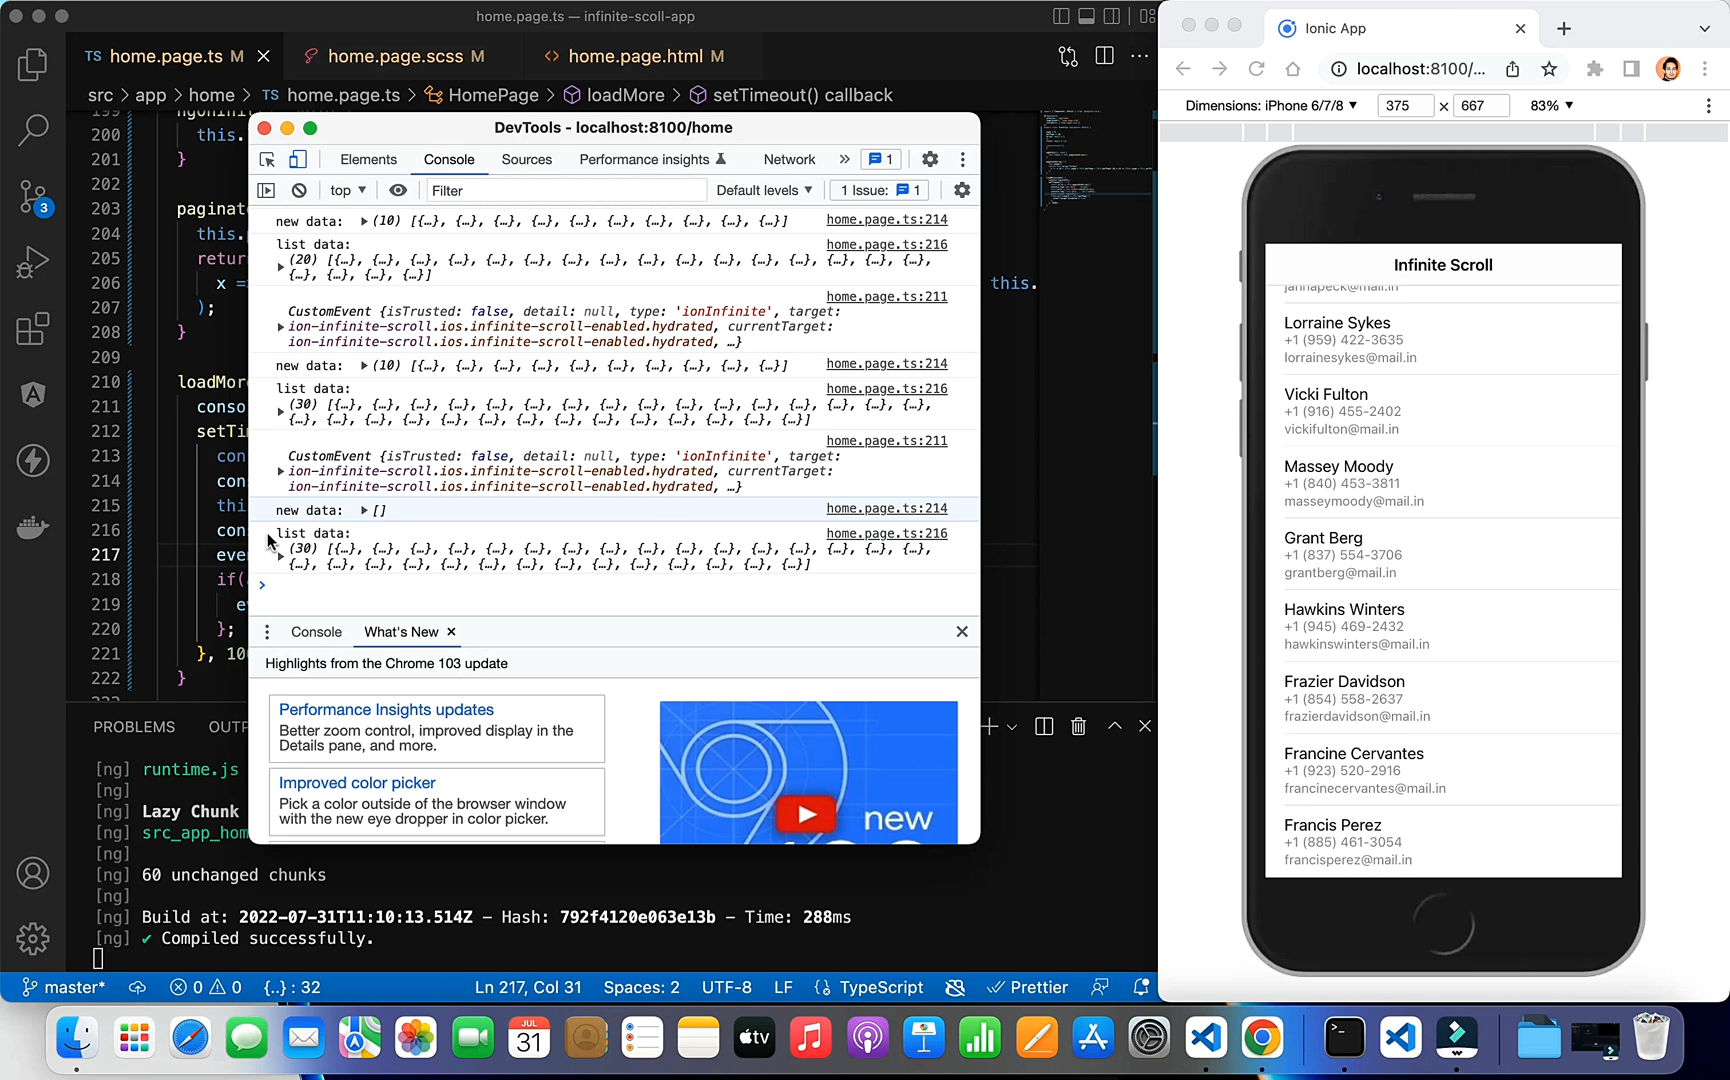 home.page.ts — infinite-scoll-app
TS home.page.ts M
home.page.scss M
<> home.page.html M
src > app > home > TS home.page.ts > HomePage > loadMore > setTimeout() callback
200 this.
201 }
202
203 paginat
204 this.
205 return
206 x = this.
207 );
208 }
209
210 loadMor
211 conso
212 setTi
213 con
214 con
215 thi
216 con
217 eve
218 if(
219 e
220 };
221 }, 10
222 }
3
DevTools - localhost:8100/home
Elements Console Sources Performance insights Network » 1
top Filter Default levels 1 Issue: 1
new data: (10) [{…}, {…}, {…}, {…}, {…}, {…}, {…}, {…}, {…}, {…}] home.page.ts:214
list data: home.page.ts:216
(20) [{…}, {…}, {…}, {…}, {…}, {…}, {…}, {…}, {…}, {…}, {…}, {…}, {…}, {…}, {…}, {…},
{…}, {…}, {…}, {…}]
home.page.ts:211
CustomEvent {isTrusted: false, detail: null, type: 'ionInfinite', target:
ion-infinite-scroll.ios.infinite-scroll-enabled.hydrated, currentTarget:
ion-infinite-scroll.ios.infinite-scroll-enabled.hydrated, …}
new data: (10) [{…}, {…}, {…}, {…}, {…}, {…}, {…}, {…}, {…}, {…}] home.page.ts:214
list data: home.page.ts:216
(30) [{…}, {…}, {…}, {…}, {…}, {…}, {…}, {…}, {…}, {…}, {…}, {…}, {…}, {…}, {…}, {…},
{…}, {…}, {…}, {…}, {…}, {…}, {…}, {…}, {…}, {…}, {…}, {…}, {…}, {…}]
home.page.ts:211
CustomEvent {isTrusted: false, detail: null, type: 'ionInfinite', target:
ion-infinite-scroll.ios.infinite-scroll-enabled.hydrated, currentTarget:
ion-infinite-scroll.ios.infinite-scroll-enabled.hydrated, …}
new data: [] home.page.ts:214
list data: home.page.ts:216
(30) [{…}, {…}, {…}, {…}, {…}, {…}, {…}, {…}, {…}, {…}, {…}, {…}, {…}, {…}, {…}, {…},
{…}, {…}, {…}, {…}, {…}, {…}, {…}, {…}, {…}, {…}, {…}, {…}, {…}]
>
Console What's New
Highlights from the Chrome 103 update
Performance Insights updates
Better zoom control, improved display in the
Details pane, and more.
Improved color picker
Pick a color outside of the browser window
with the new eye dropper in color picker.
new
PROBLEMS OUTP
[ng] runtime.js
[ng]
[ng] Lazy Chunk
[ng] src_app_hom
[ng]
[ng] 60 unchanged chunks
[ng]
[ng] Build at: 2022-07-31T11:10:13.514Z - Hash: 792f4120e063e13b - Time: 288ms
[ng] ✔ Compiled successfully.
master* 0 0 {..} : 32 Ln 217, Col 31 Spaces: 2 UTF-8 LF {} TypeScript Prettier
Ionic App
localhost:8100/...
Dimensions: iPhone 6/7/8 375 × 667 83%
Infinite Scroll
jannapeck@mail.in
Lorraine Sykes
+1 (959) 422-3635
lorrainesykes@mail.in
Vicki Fulton
+1 (916) 455-2402
vickifulton@mail.in
Massey Moody
+1 (840) 453-3811
masseymoody@mail.in
Grant Berg
+1 (837) 554-3706
grantberg@mail.in
Hawkins Winters
+1 (945) 469-2432
hawkinswinters@mail.in
Frazier Davidson
+1 (854) 558-2637
frazierdavidson@mail.in
Francine Cervantes
+1 (923) 520-2916
francinecervantes@mail.in
Francis Perez
+1 (885) 461-3054
francisperez@mail.in
JUL
31
tv